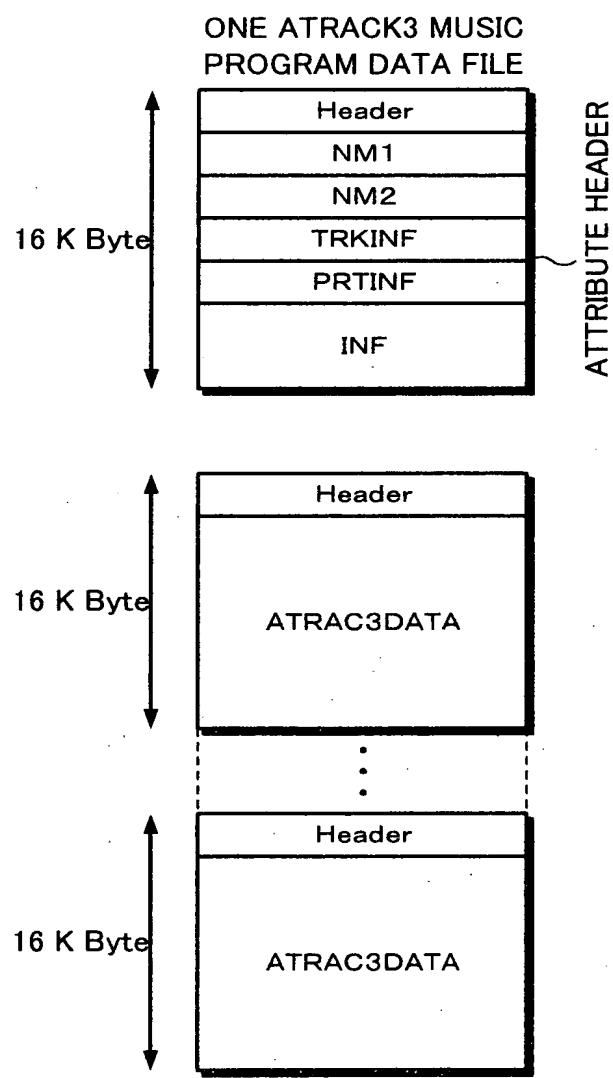 ONE ATRACK3 MUSIC
PROGRAM DATA FILE
Header
NM1
NM2
16 K Byte
TRKINF
PRTINF
INF
ATTRIBUTE HEADER
Header
16 K Byte
ATRAC3DATA
Header
16 K Byte
ATRAC3DATA